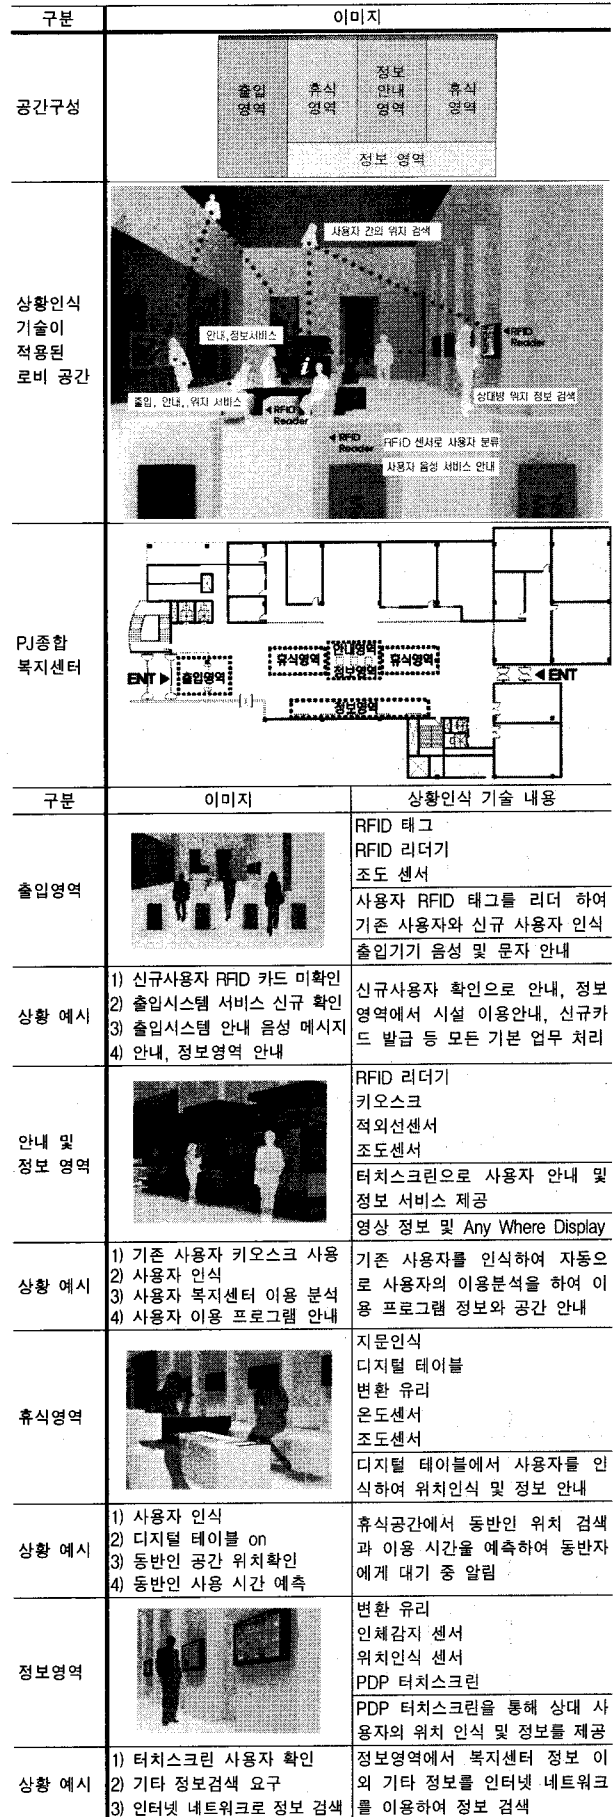 구분
이미지
공간구성
출입
영역
휴식
영역
정보
안내
영역
휴식
영역
정보 영역
상황인식
기술이
적용된
로비 공간
사용자 간의 위치 검색
안내,정보서비스
◀RFID
Reader
i
출입, 안내, 위치 서비스
◀RFID
Reader
상대방 위치 정보 검색
◀RFID
Reader
RFID 센서로 사용자 분류
사용자 음성 서비스 안내
PJ종합
복지센터
안내영역
휴식영역
정보영역
휴식영역
ENT ▶
출입영역
◀ ENT
정보영역
구분
이미지
상황인식 기술 내용
출입영역
RFID 태그
RFID 리더기
조도 센서
사용자 RFID 태그를 리더 하여
기존 사용자와 신규 사용자 인식
출입기기 음성 및 문자 안내
상황 예시
1) 신규사용자 RFID 카드 미확인
2) 출입시스템 서비스 신규 확인
3) 출입시스템 안내 음성 메시지
4) 안내, 정보영역 안내
신규사용자 확인으로 안내, 정보
영역에서 시설 이용안내, 신규카
드 발급 등 모든 기본 업무 처리
안내 및
정보 영역
RFID 리더기
키오스크
적외선센서
조도센서
터치스크린으로 사용자 안내 및
정보 서비스 제공
영상 정보 및 Any Where Display
상황 예시
1) 기존 사용자 키오스크 사용
2) 사용자 인식
3) 사용자 복지센터 이용 분석
4) 사용자 이용 프로그램 안내
기존 사용자를 인식하여 자동으
로 사용자의 이용분석을 하여 이
용 프로그램 정보와 공간 안내
휴식영역
지문인식
디지털 테이블
변환 유리
온도센서
조도센서
디지털 테이블에서 사용자를 인
식하여 위치인식 및 정보 안내
상황 예시
1) 사용자 인식
2) 디지털 테이블 on
3) 동반인 공간 위치확인
4) 동반인 사용 시간 예측
휴식공간에서 동반인 위치 검색
과 이용 시간을 예측하여 동반자
에게 대기 중 알림
정보영역
변환 유리
인체감지 센서
위치인식 센서
PDP 터치스크린
PDP 터치스크린을 통해 상대 사
용자의 위치 인식 및 정보를 제공
상황 예시
1) 터치스크린 사용자 확인
2) 기타 정보검색 요구
3) 인터넷 네트워크로 정보 검색
정보영역에서 복지센터 정보 이
외 기타 정보를 인터넷 네트워크
를 이용하여 정보 검색